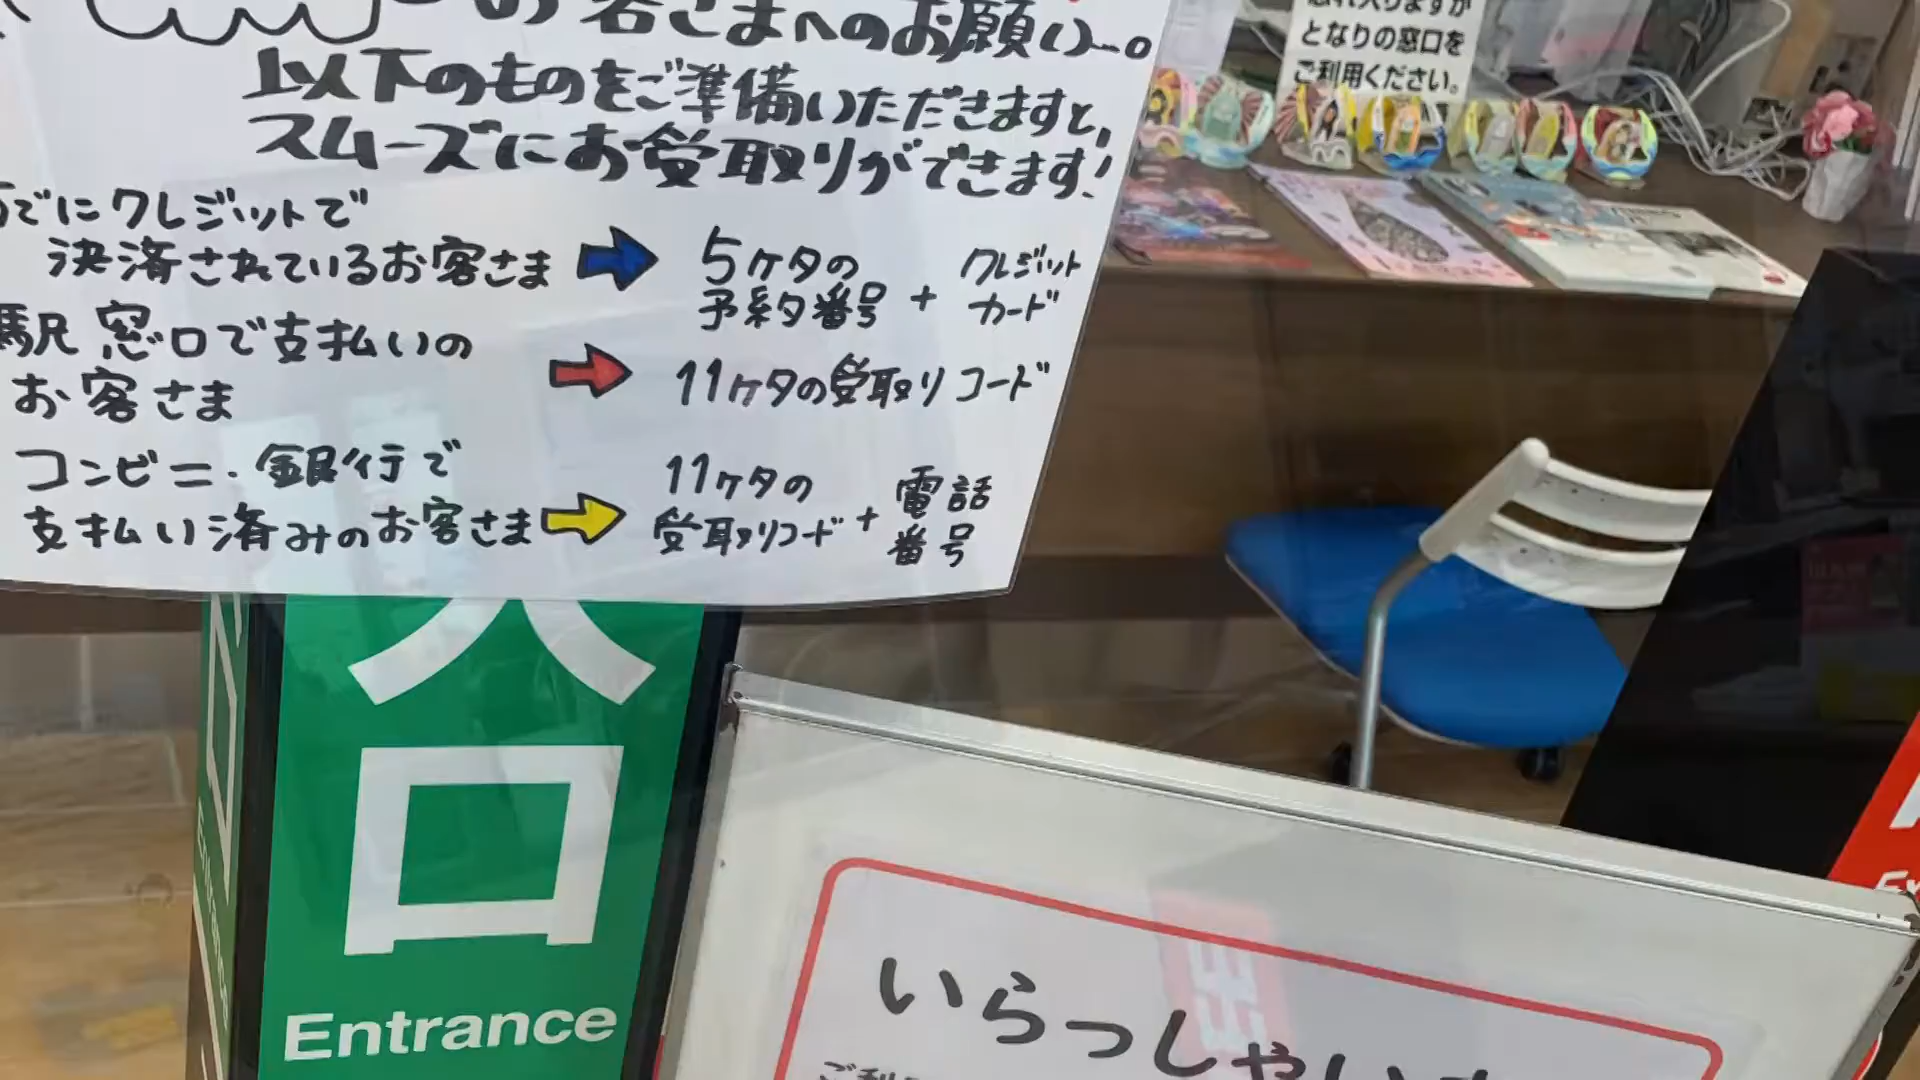 お客さまへのお願い…。
以下のものをご準備いただきますと、
スムーズにお受取りができます!
でにクレジットで
決済されているお客さま
5ケタの
予約番号
+
クレジット
カード
駅窓口で支払いの
お客さま
11ケタの受取りコード
コンビニ・銀行で
支払い済みのお客さま
11ケタの
受取りコード
+
電話
番号
となりの窓口を
ご利用ください。
入口
Entrance
Entrance
いらっしゃい